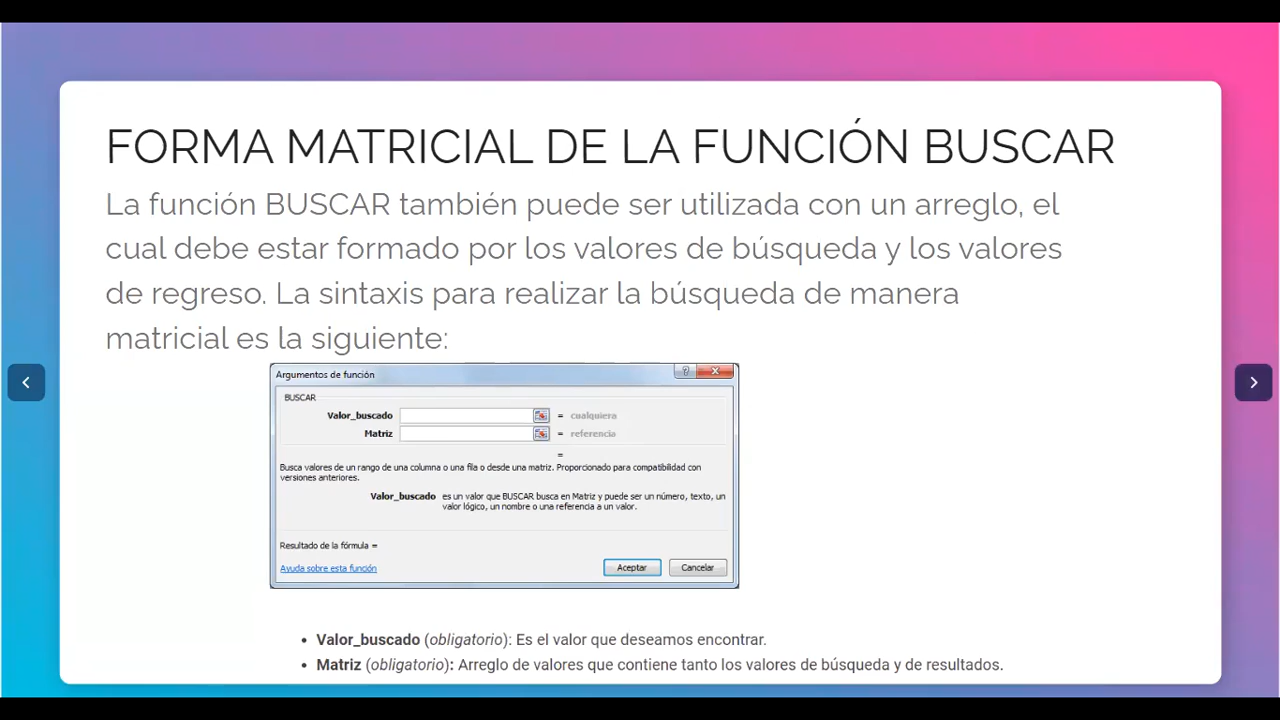 FORMA MATRICIAL DE LA FUNCIÓN BUSCAR
La función BUSCAR también puede ser utilizada con un arreglo, el
cual debe estar formado por los valores de búsqueda y los valores
de regreso. La sintaxis para realizar la búsqueda de manera
matricial es la siguiente:
Argumentos de función
BUSCAR
Valor_buscado = cualquiera
Matriz = referencia
=
Busca valores de un rango de una columna o una fila o desde una matriz. Proporcionado para compatibilidad con
versiones anteriores.
Valor_buscado es un valor que BUSCAR busca en Matriz y puede ser un número, texto, un
valor lógico, un nombre o una referencia a un valor.
Resultado de la fórmula =
Ayuda sobre esta función
Aceptar Cancelar
• Valor_buscado (obligatorio): Es el valor que deseamos encontrar.
• Matriz (obligatorio): Arreglo de valores que contiene tanto los valores de búsqueda y de resultados.